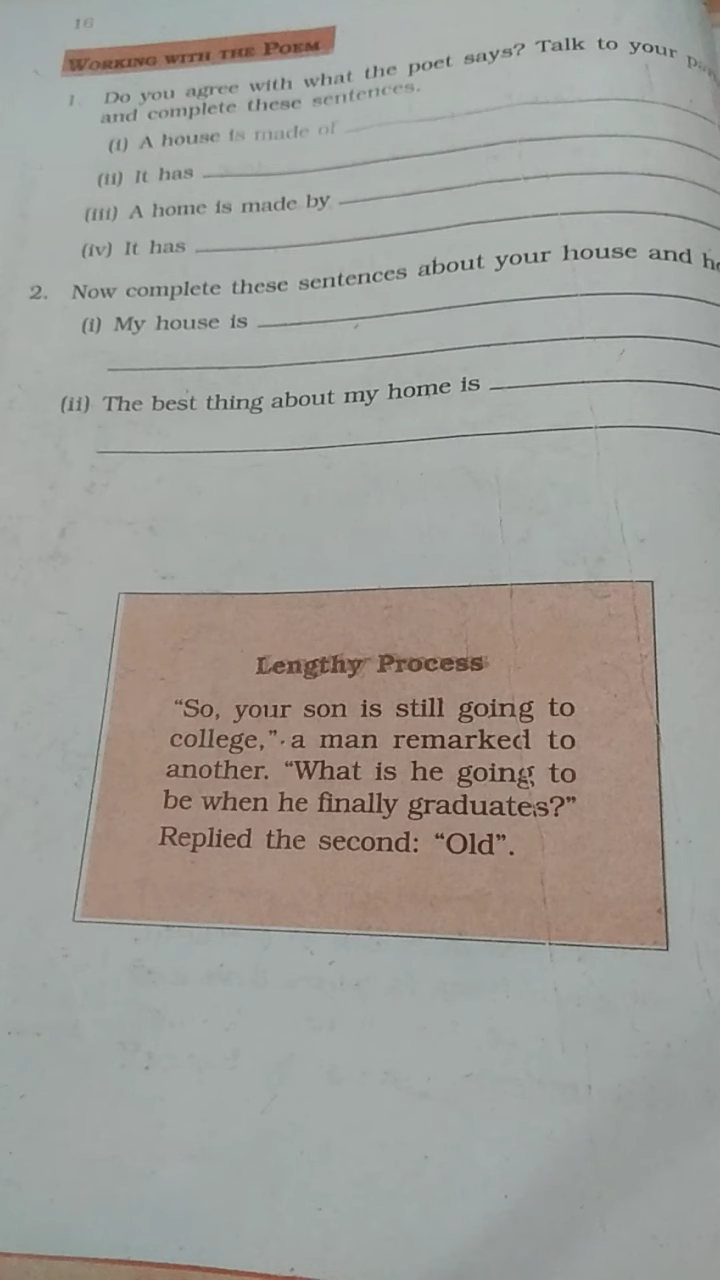 16
WORKING WITH THE POEM
1. Do you agree with what the poet says? Talk to your
and complete these sentences.
(i) A house is made of
(ii) It has
(iii) A home is made by
(iv) It has
2. Now complete these sentences about your house and
(i) My house is
(ii) The best thing about my home is
Lengthy Process
“So, your son is still going to
college,” a man remarked to
another. “What is he going to
be when he finally graduates?”
Replied the second: “Old”.